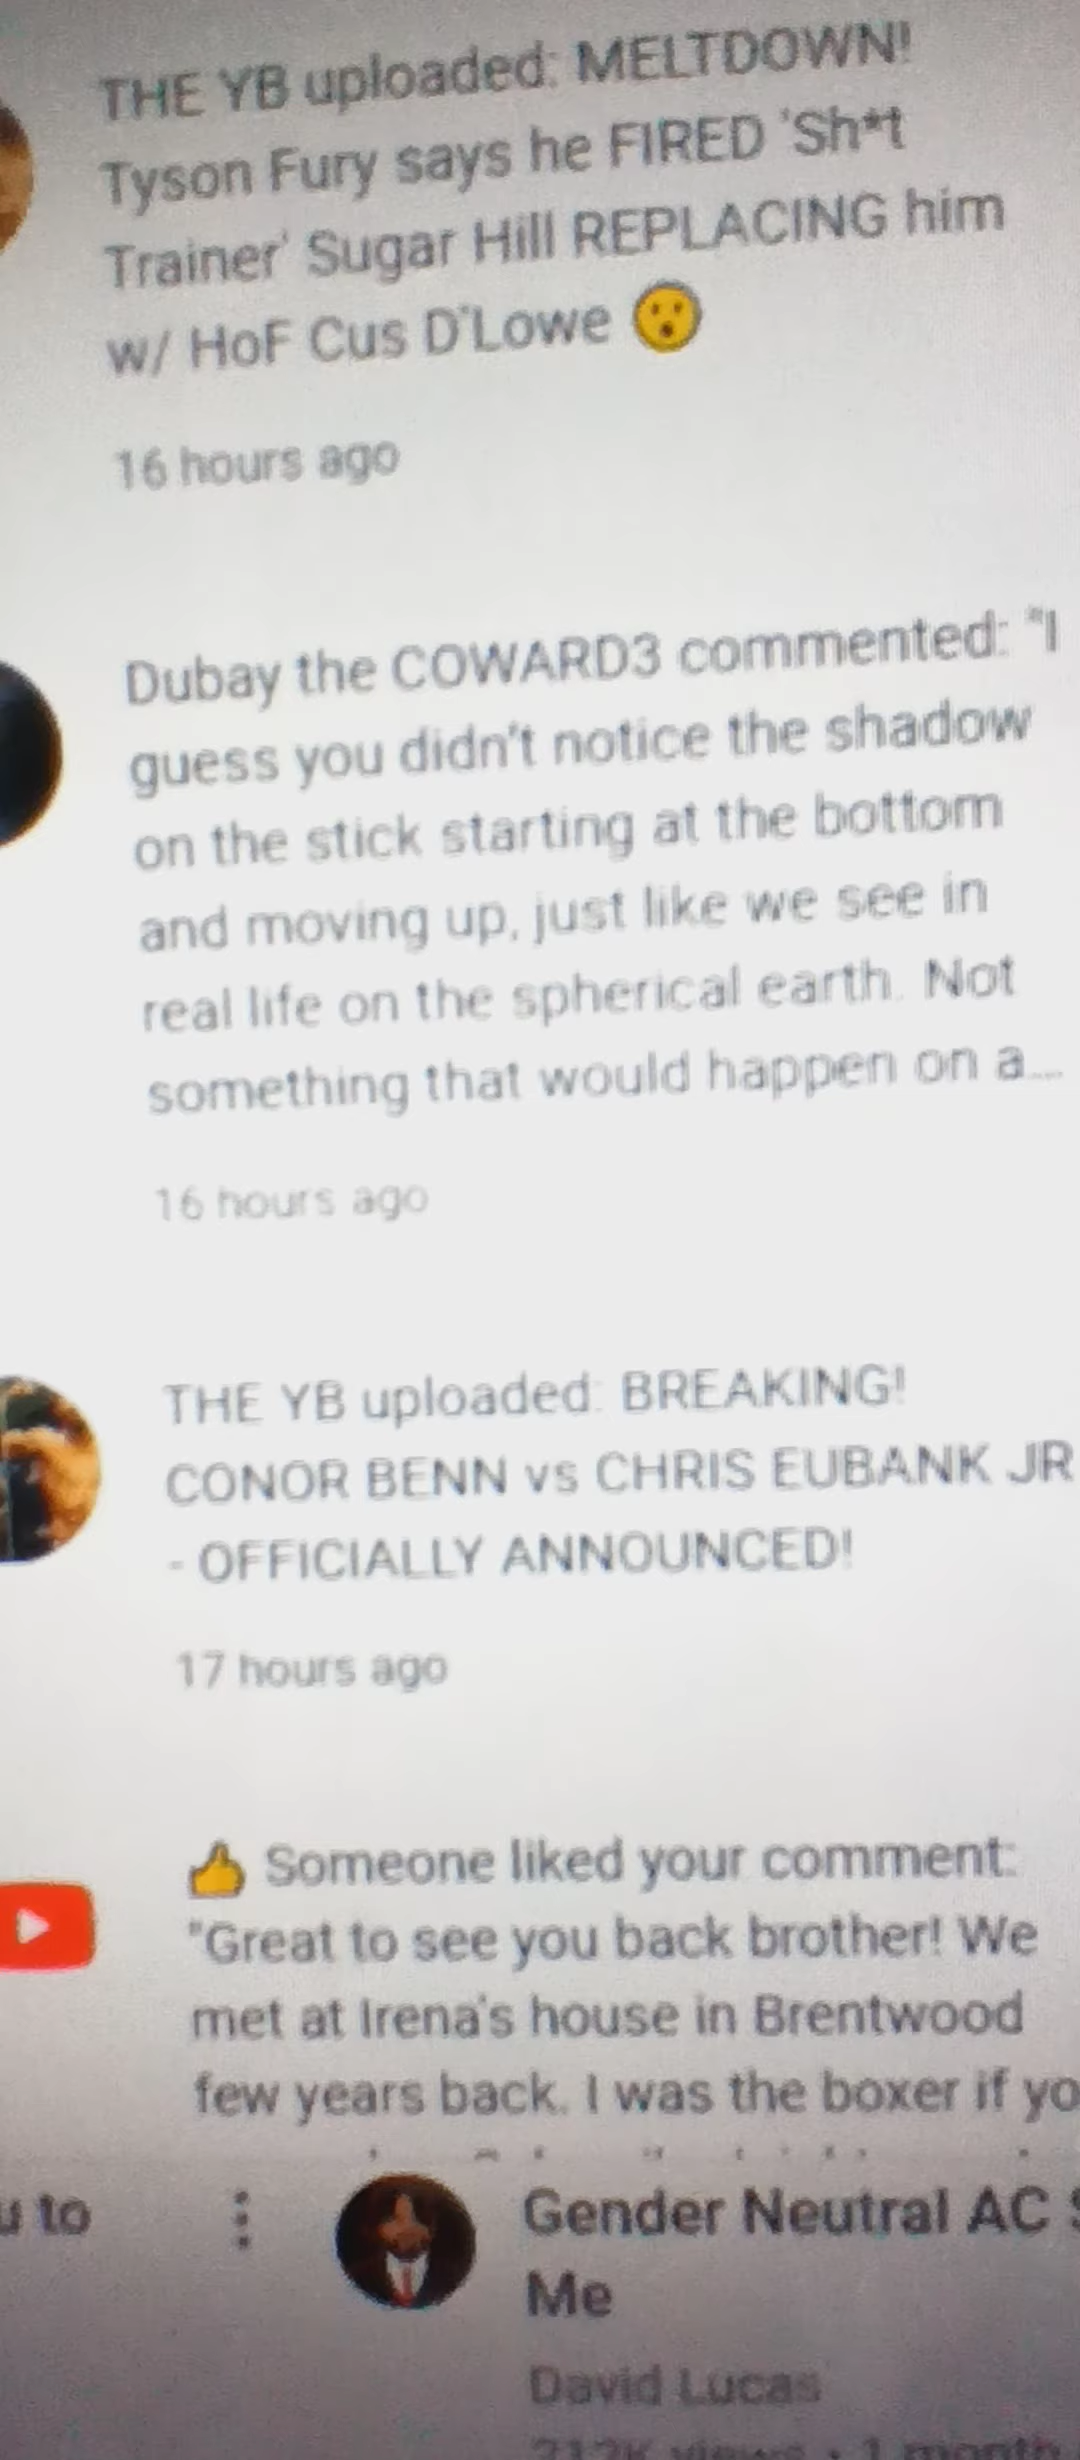 THE YB uploaded: MELTDOWN!
Tyson Fury says he FIRED 'Sh*t
Trainer' Sugar Hill REPLACING him
w/ HoF Cus D'Lowe 😮
16 hours ago
Dubay the COWARD3 commented: "I
guess you didn't notice the shadow
on the stick starting at the bottom
and moving up, just like we see in
real life on the spherical earth. Not
something that would happen on a...
16 hours ago
THE YB uploaded: BREAKING!
CONOR BENN vs CHRIS EUBANK JR
- OFFICIALLY ANNOUNCED!
17 hours ago
👍 Someone liked your comment:
"Great to see you back brother! We
met at Irena's house in Brentwood
few years back. I was the boxer if yo
u to
Gender Neutral AC
Me
David Lucas